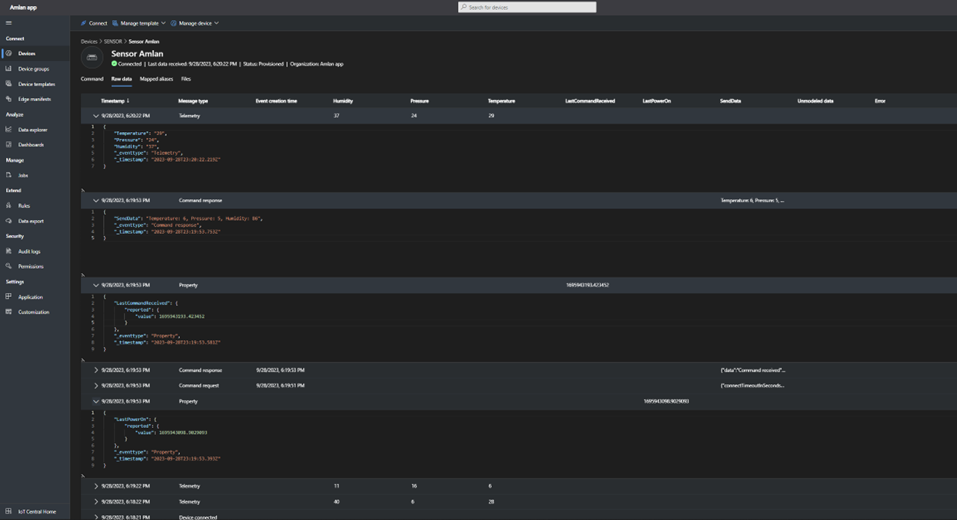 Amlan app
Search for devices
Connect Manage template Manage device
Connect
Devices
Device groups
Device templates
Edge manifests
Analyze
Data explorer
Dashboards
Manage
Jobs
Extend
Rules
Data export
Security
Audit logs
Permissions
Settings
Application
Customization
IoT Central Home
Devices > SENSOR > Sensor Amlan
Sensor Amlan
Connected | Last data received: 9/28/2023, 6:20:22 PM | Status: Provisioned | Organization: Amlan app
Command Raw data Mapped aliases Files
Timestamp ↓ Message type Event creation time Humidity Pressure Temperature LastCommandReceived LastPowerOn SendData Unmodeled data Error
9/28/2023, 6:20:22 PM Telemetry 37 24 29
1 {
2 "Temperature": "29",
3 "Pressure": "24",
4 "Humidity": "37",
5 "_eventtype": "Telemetry",
6 "_timestamp": "2023-09-28T23:20:22.219Z"
7 }
9/28/2023, 6:19:53 PM Command response Temperature: 6, Pressure: 5, ...
1 {
2 "SendData": "Temperature: 6, Pressure: 5, Humidity: 86",
3 "_eventtype": "Command response",
4 "_timestamp": "2023-09-28T23:19:53.753Z"
5 }
9/28/2023, 6:19:53 PM Property 1695943193.423452
1 {
2 "LastCommandReceived": {
3 "reported": {
4 "value": 1695943193.423452
5 }
6 },
7 "_eventtype": "Property",
8 "_timestamp": "2023-09-28T23:19:53.583Z"
9 }
9/28/2023, 6:19:53 PM Command response 9/28/2023, 6:19:53 PM {"data":"Command received"...
9/28/2023, 6:19:53 PM Command request 9/28/2023, 6:19:51 PM {"connectTimeoutInSeconds...
9/28/2023, 6:19:53 PM Property 1695943098.9029093
1 {
2 "LastPowerOn": {
3 "reported": {
4 "value": 1695943098.9029093
5 }
6 },
7 "_eventtype": "Property",
8 "_timestamp": "2023-09-28T23:19:53.393Z"
9 }
9/28/2023, 6:19:22 PM Telemetry 11 16 6
9/28/2023, 6:18:22 PM Telemetry 40 6 28
9/28/2023, 6:18:21 PM Device connected